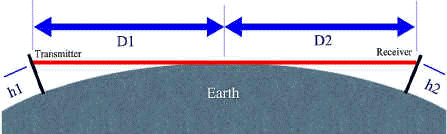 D1
D2
Transmitter
Receiver
h1
h2
Earth